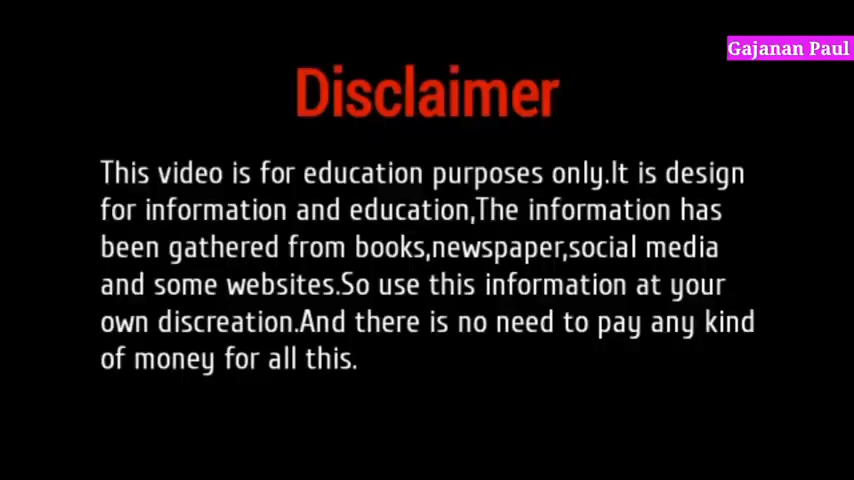 Gajanan Paul
Disclaimer
This video is for education purposes only.It is design
for information and education,The information has
been gathered from books,newspaper,social media
and some websites.So use this information at your
own discreation.And there is no need to pay any kind
of money for all this.